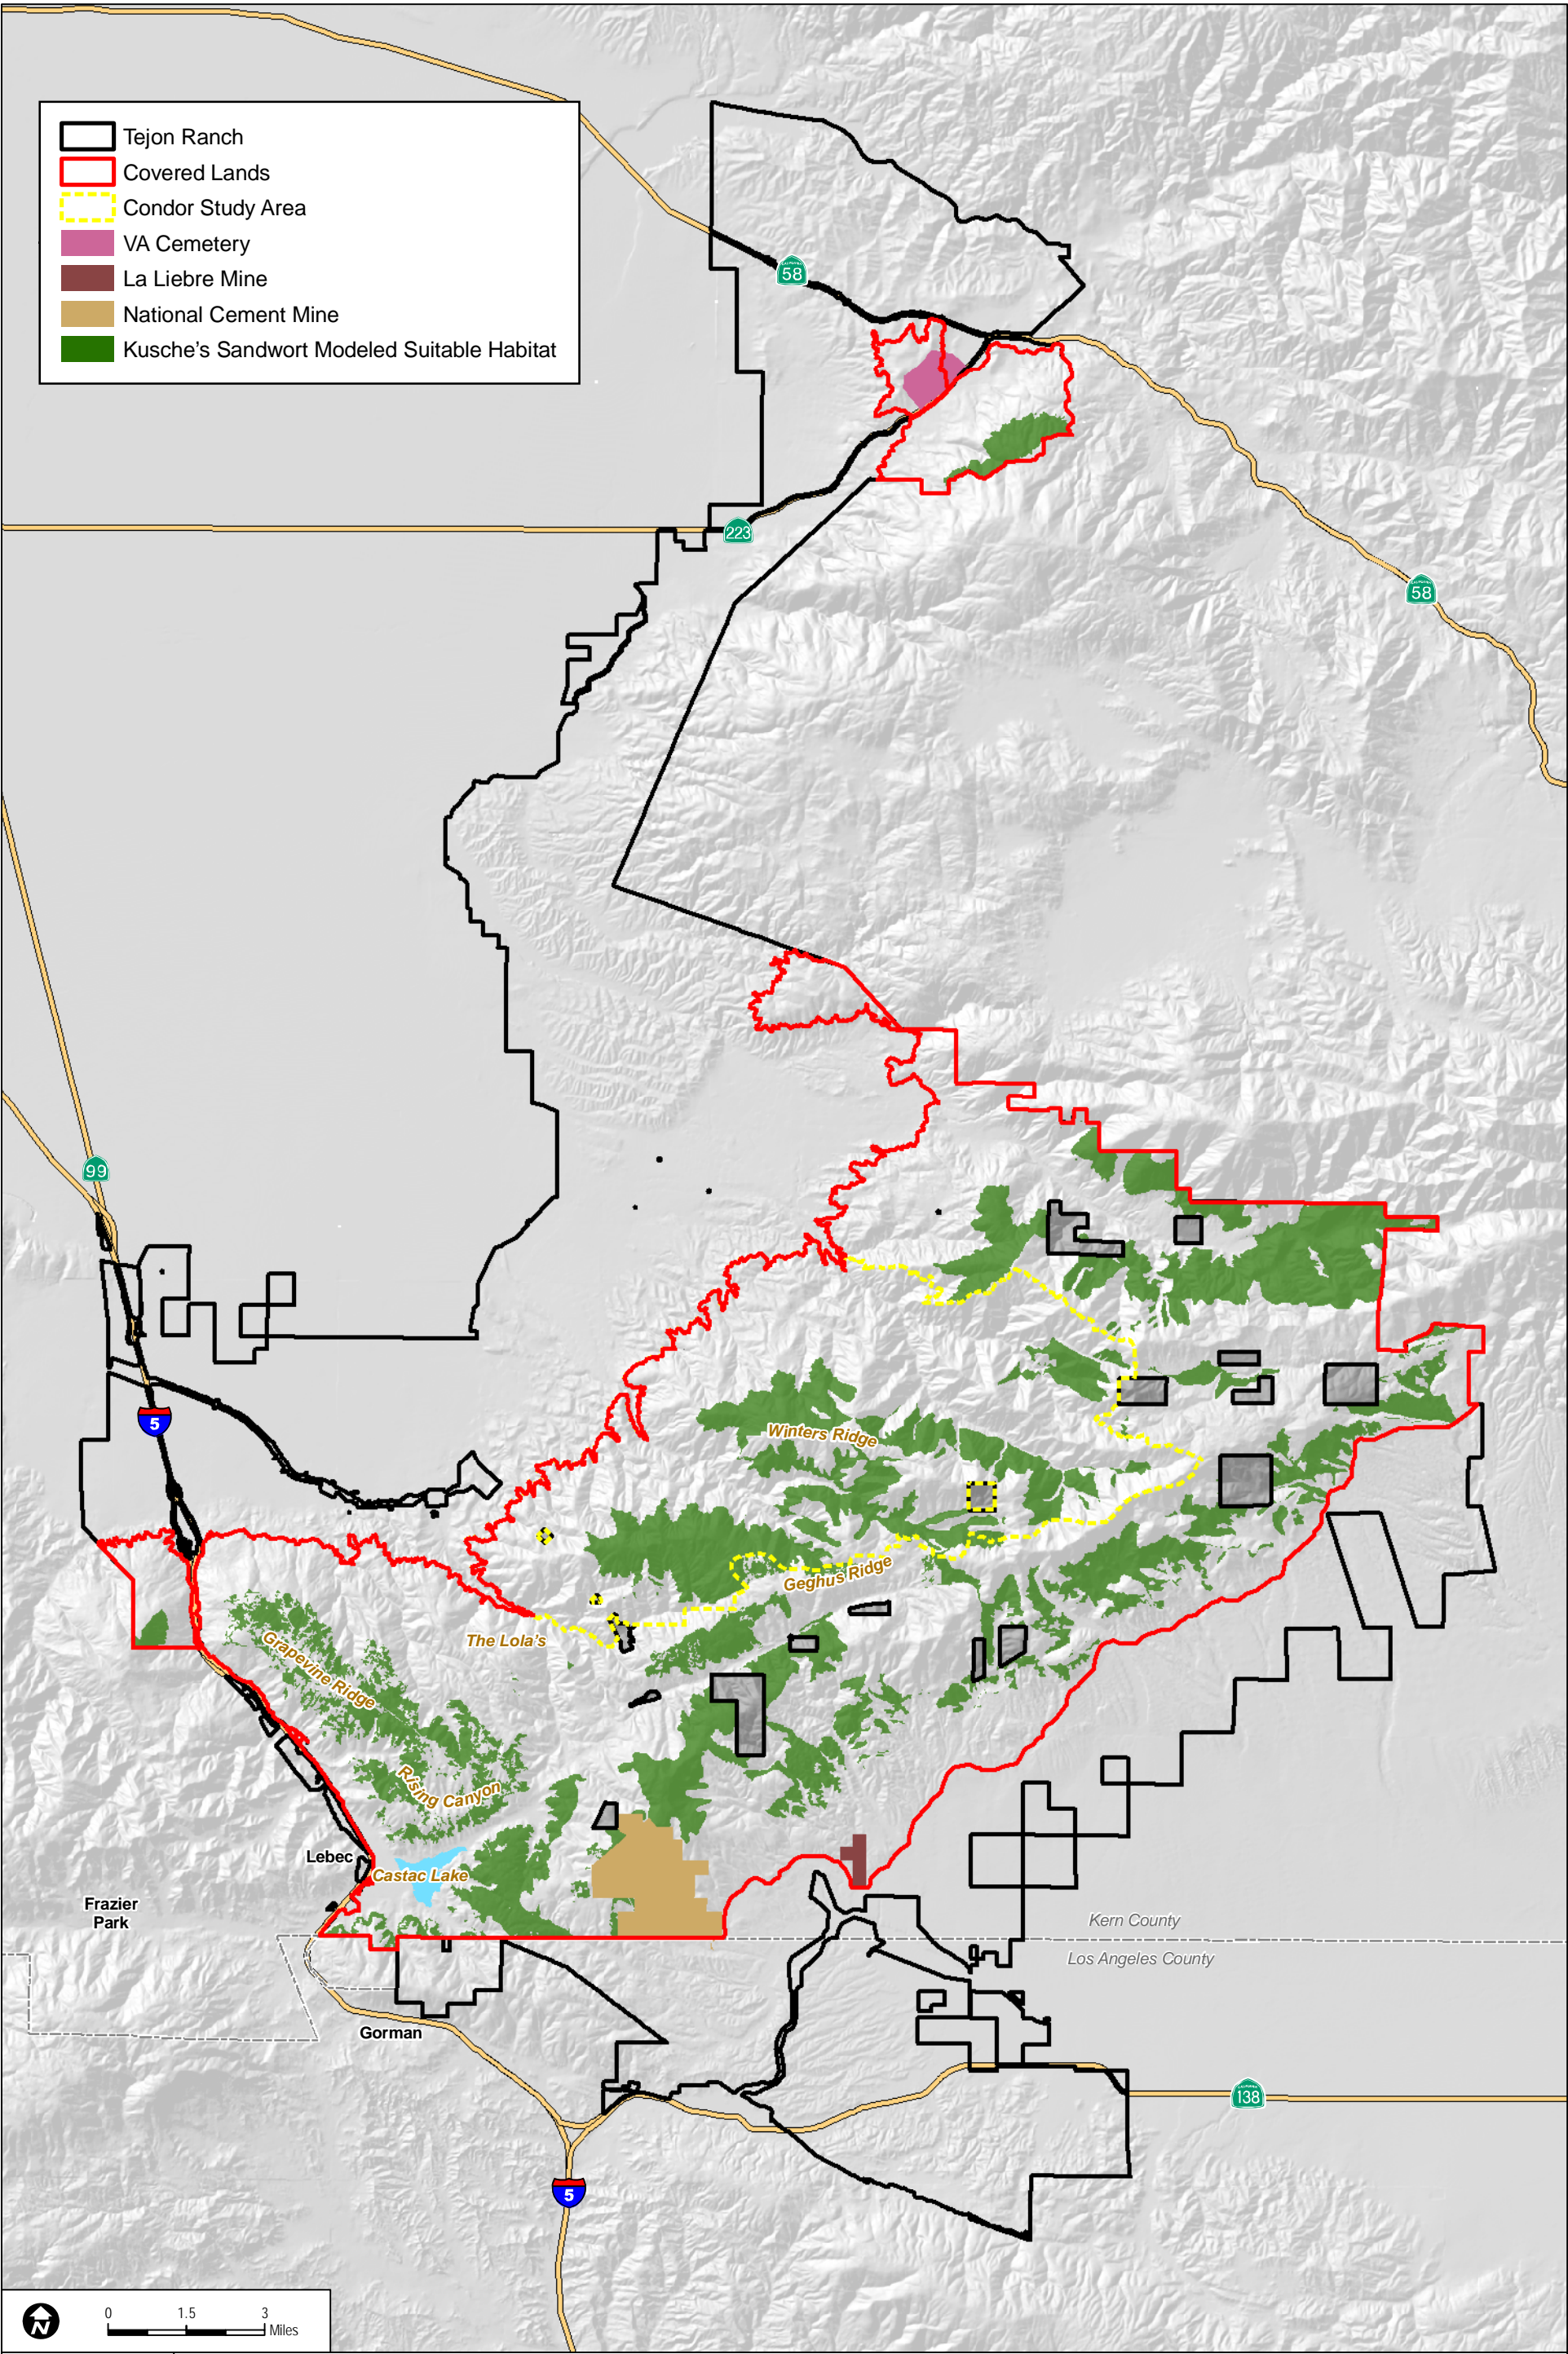 Tejon Ranch
Covered Lands
Condor Study Area
VA Cemetery
La Liebre Mine
National Cement Mine
Kusche's Sandwort Modeled Suitable Habitat
58
223
58
99
5
Winters Ridge
Geghus Ridge
The Lola's
Grapevine Ridge
Rising Canyon
Lebec
Castac Lake
Frazier
Park
Kern County
Los Angeles County
Gorman
138
5
N
0 1.5 3
Miles